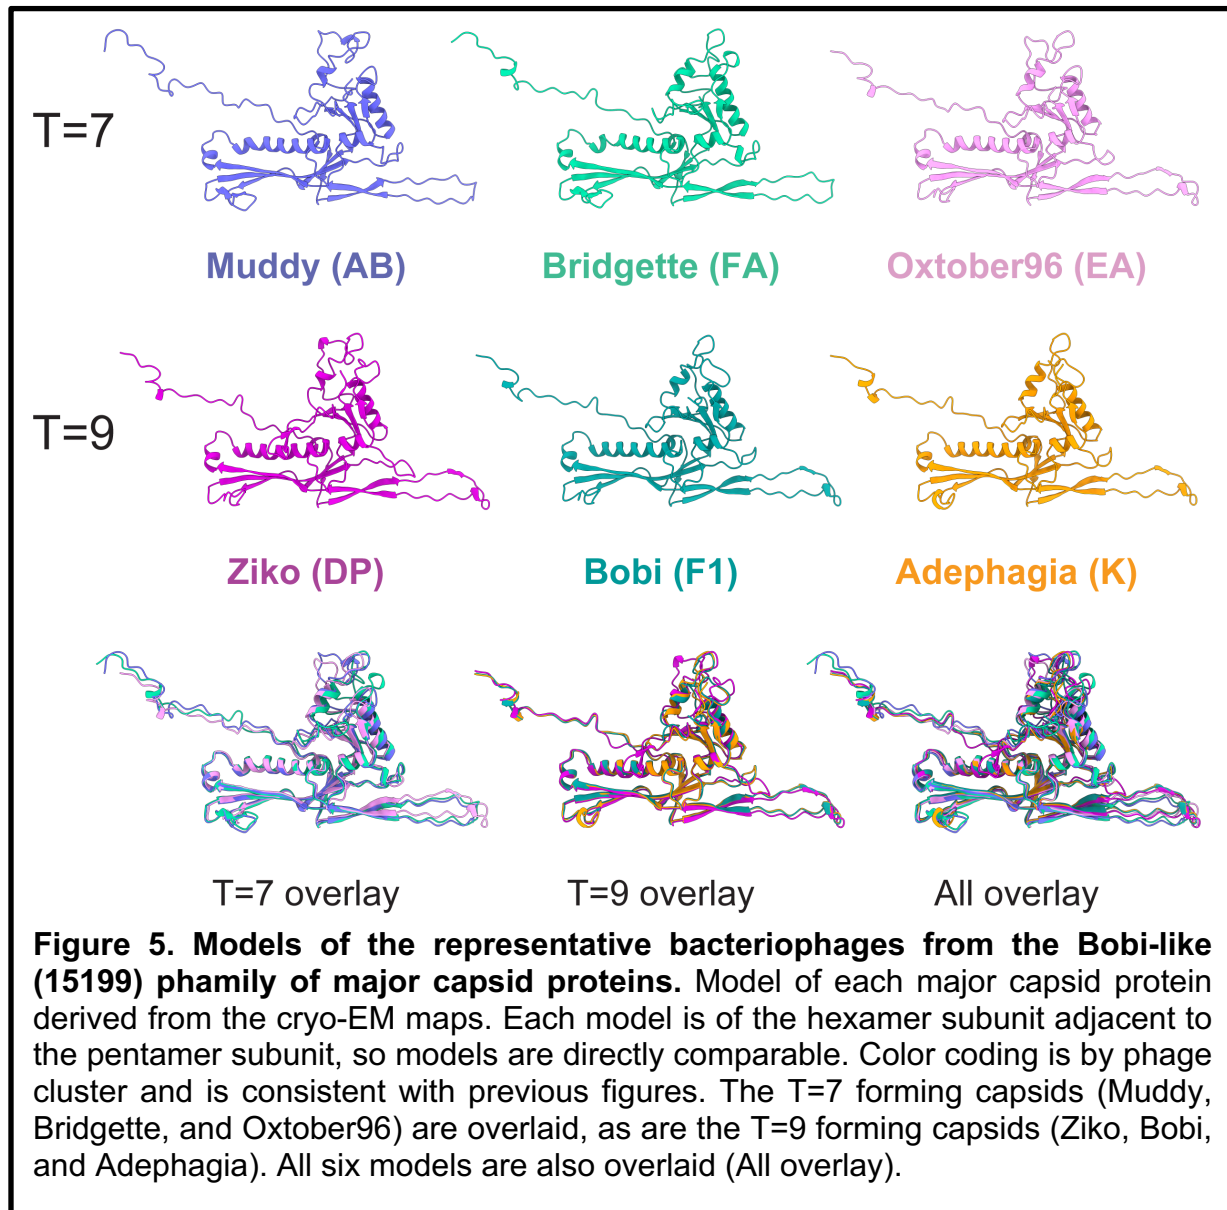 T=7
Muddy (AB)
Bridgette (FA)
Oxtober96 (EA)
T=9
Ziko (DP)
Bobi (F1)
Adephagia (K)
T=7 overlay
T=9 overlay
All overlay
Figure 5. Models of the representative bacteriophages from the Bobi-like
(15199) phamily of major capsid proteins. Model of each major capsid protein
derived from the cryo-EM maps. Each model is of the hexamer subunit adjacent to
the pentamer subunit, so models are directly comparable. Color coding is by phage
cluster and is consistent with previous figures. The T=7 forming capsids (Muddy,
Bridgette, and Oxtober96) are overlaid, as are the T=9 forming capsids (Ziko, Bobi,
and Adephagia). All six models are also overlaid (All overlay).